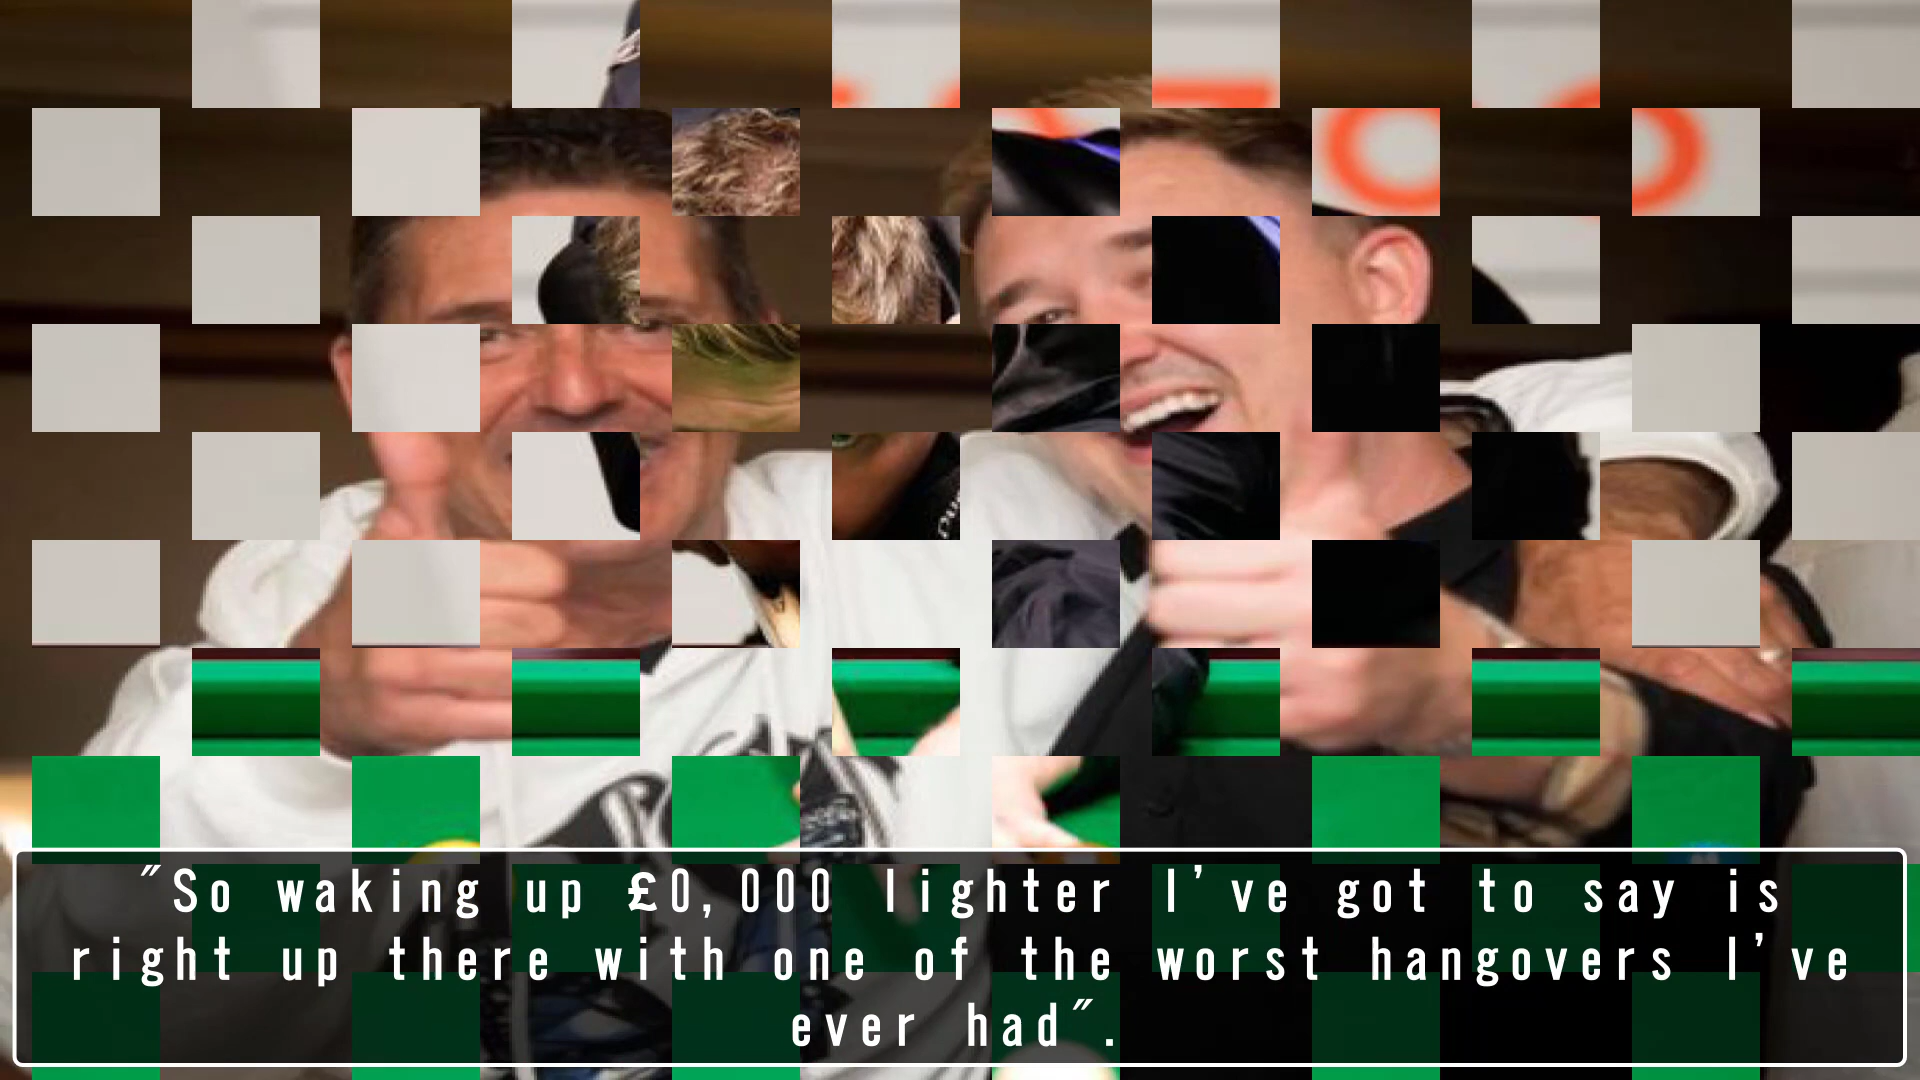 "So waking up £0,000 lighter I've got to say is
right up there with one of the worst hangovers I've
ever had".